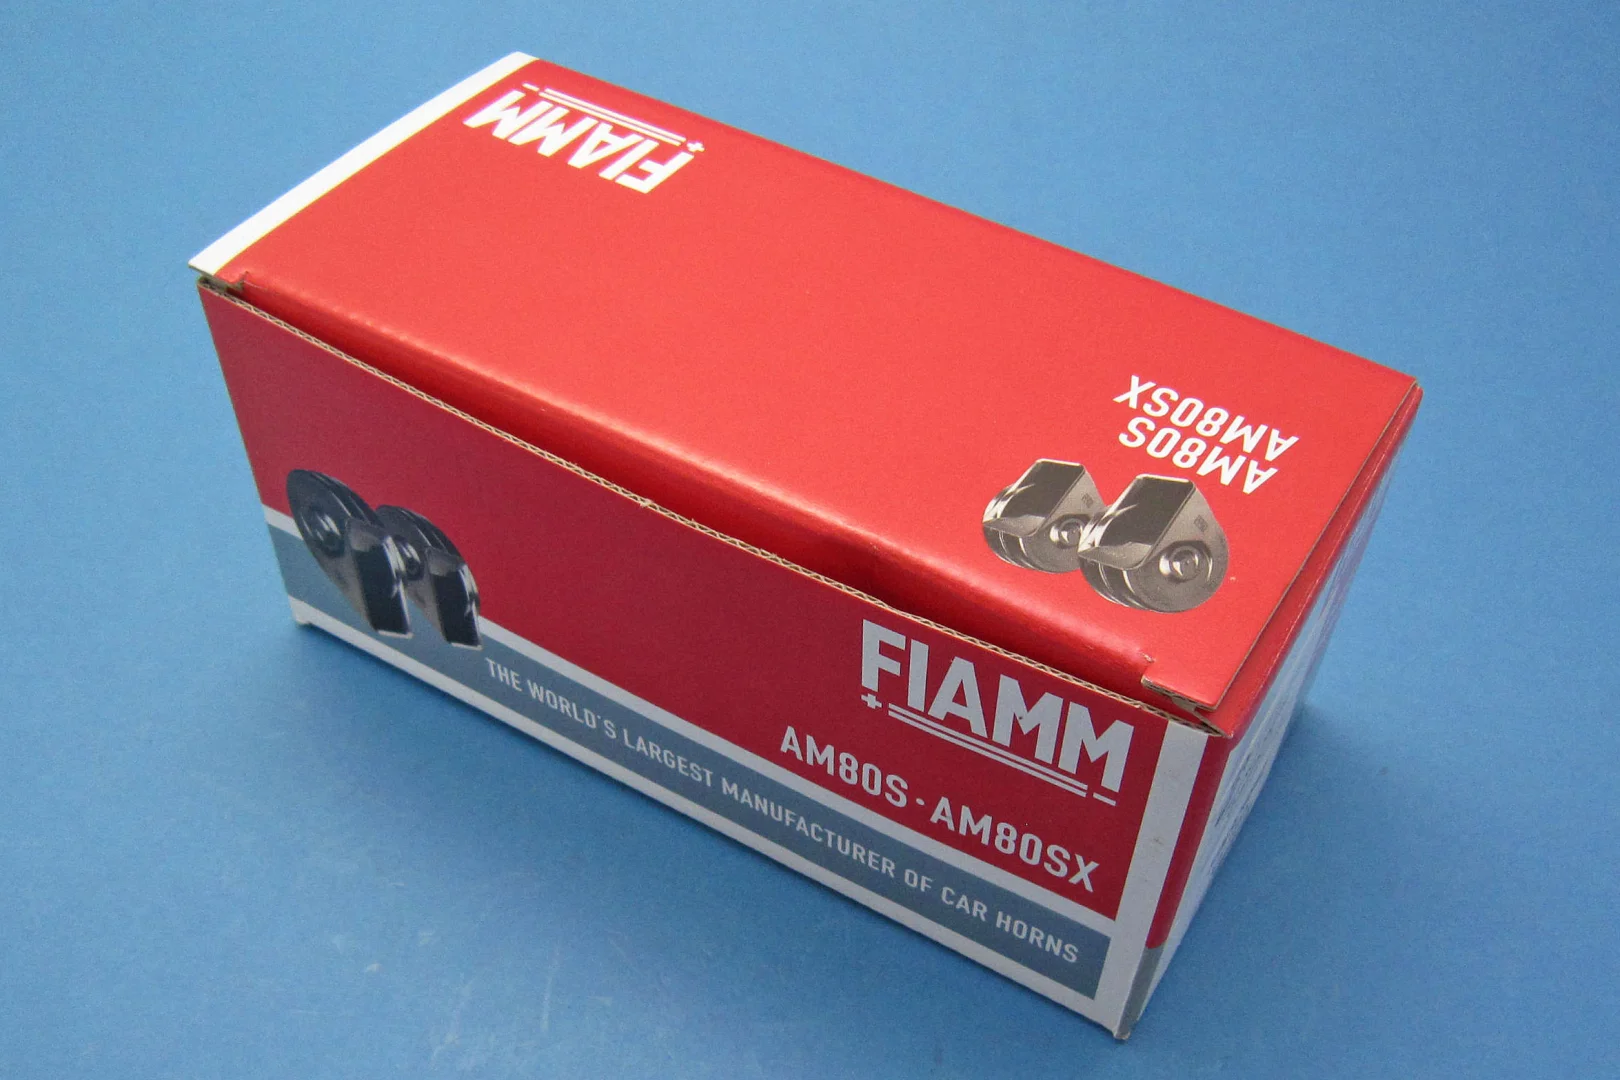 FIAMM
AM80S
AM80SX
FIAMM
AM80S · AM80SX
THE WORLD'S LARGEST MANUFACTURER OF CAR HORNS